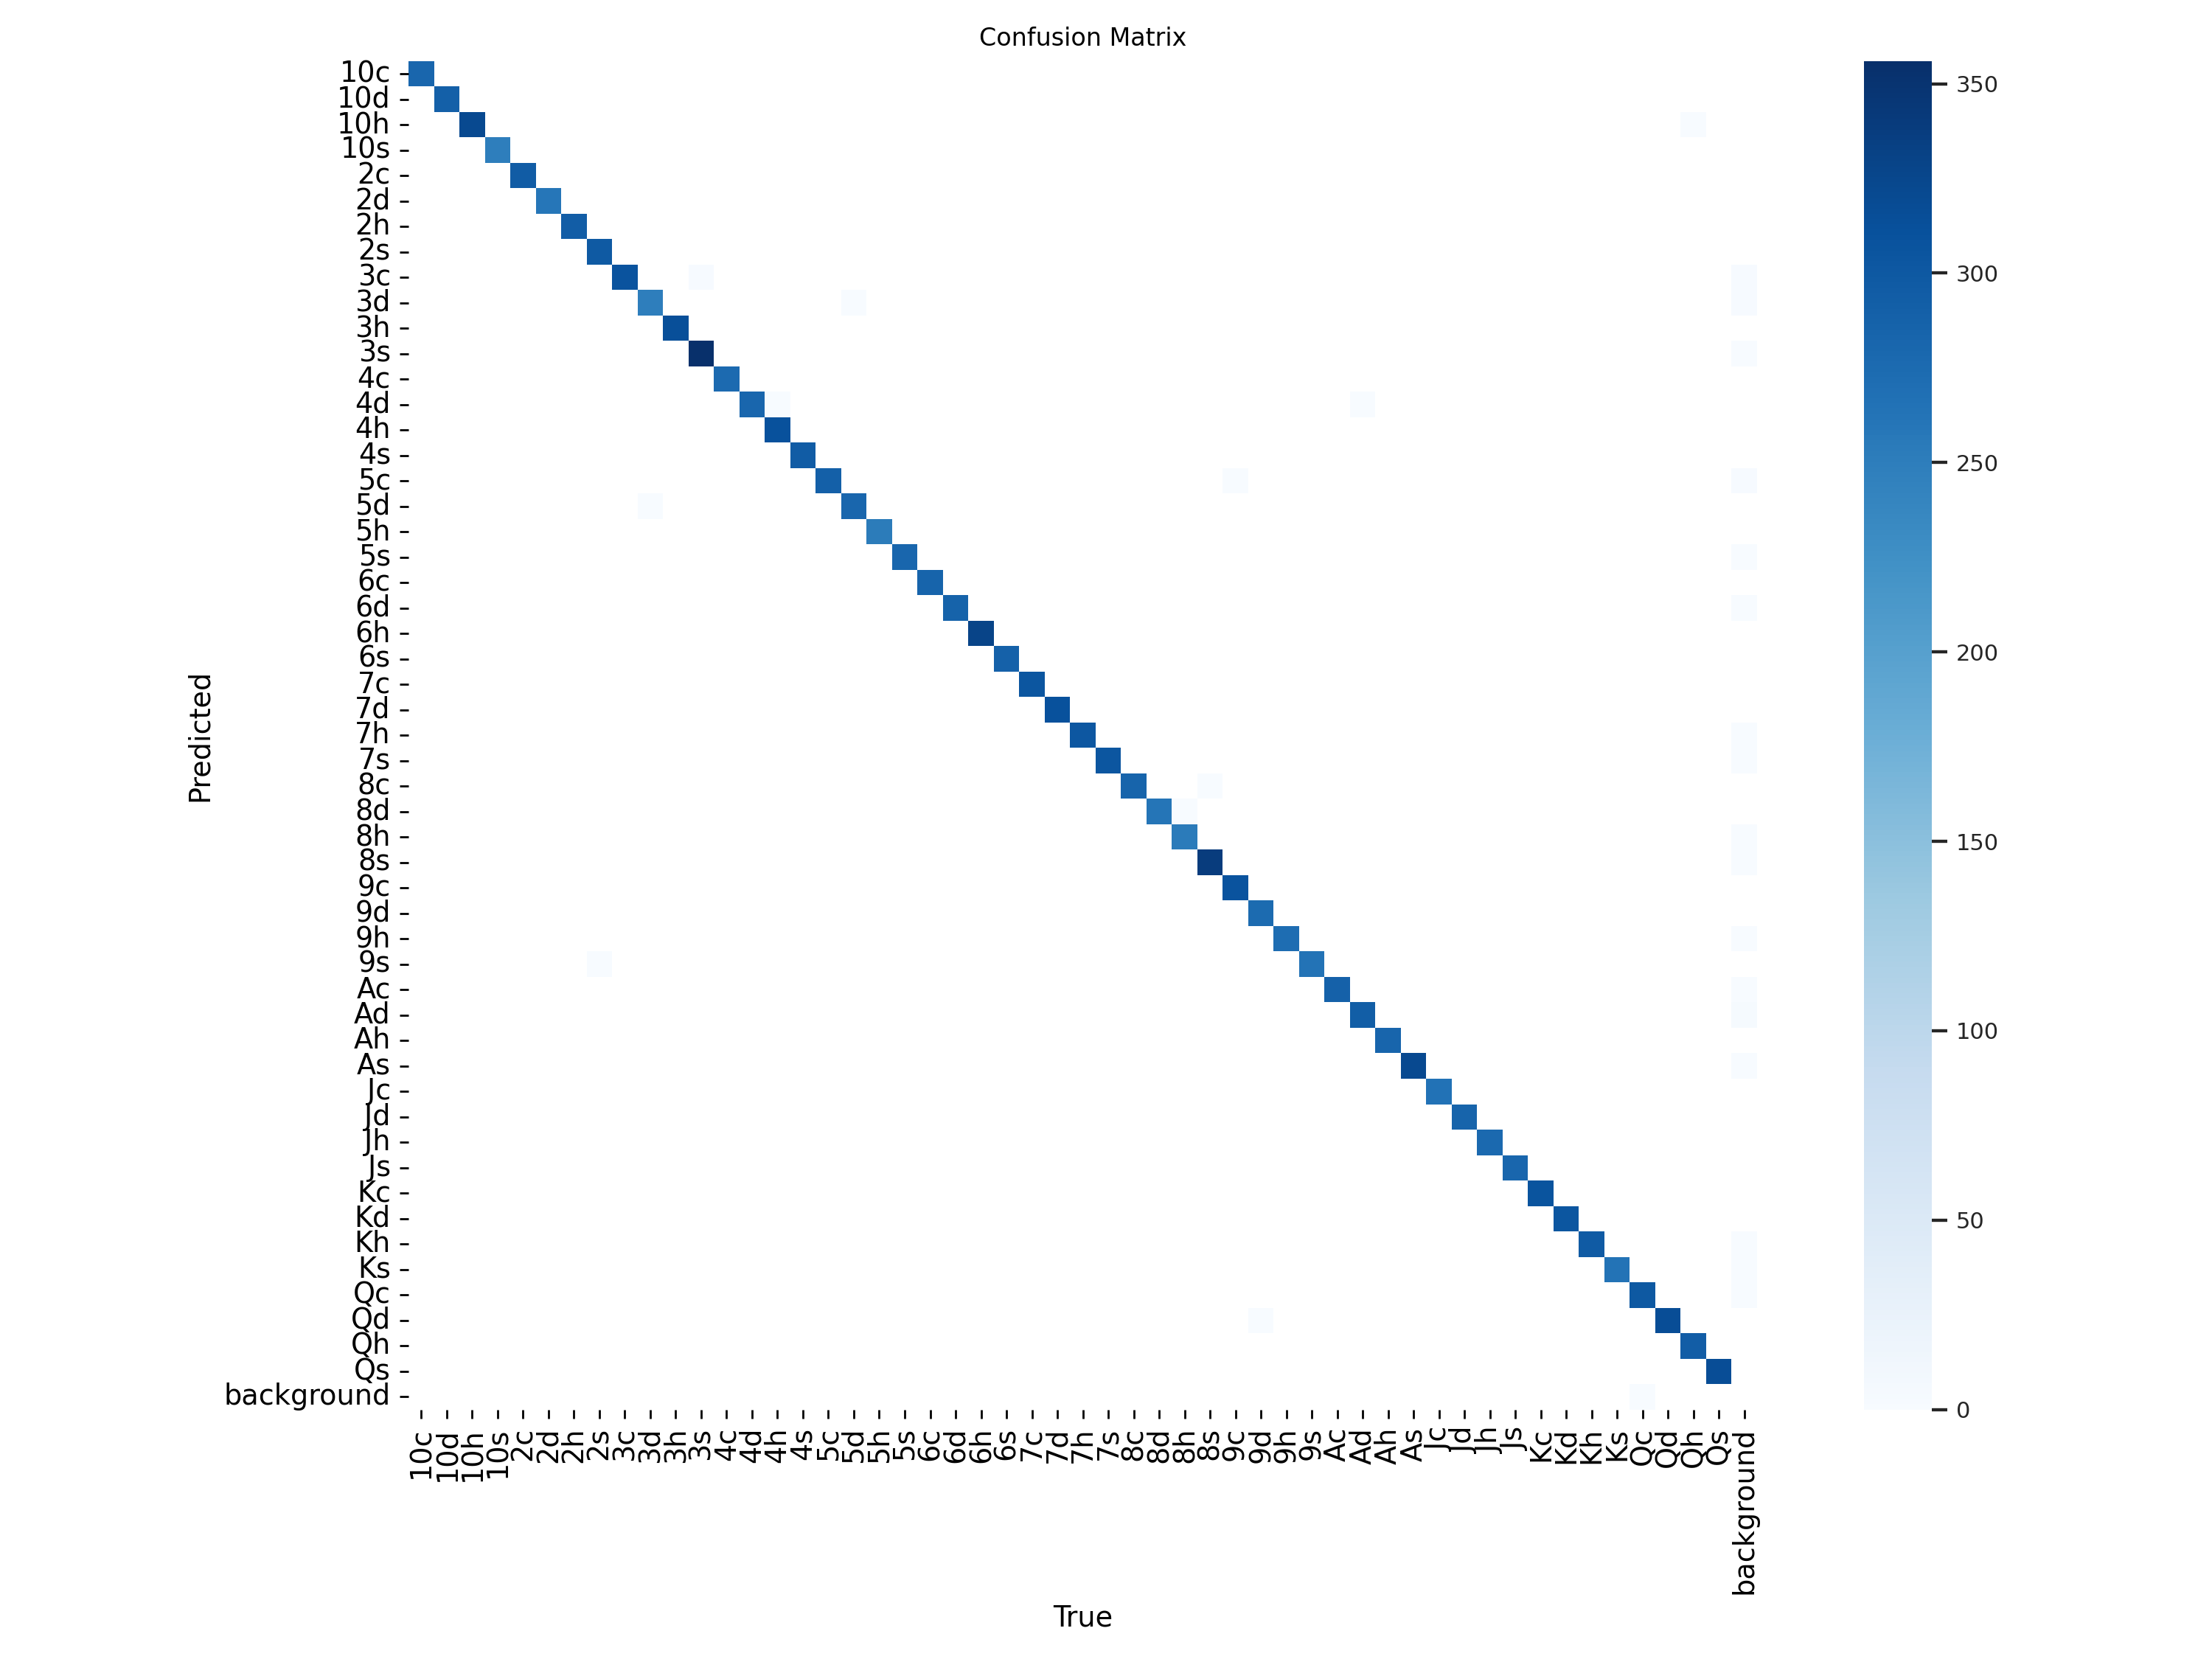 Confusion Matrix
10c
10d
10h
10s
2c
2d
2h
2s
3c
3d
3h
3s
4c
4d
4h
4s
5c
5d
5h
5s
6c
6d
6h
6s
7c
7d
7h
7s
8c
8d
8h
8s
9c
9d
9h
9s
Ac
Ad
Ah
As
Jc
Jd
Jh
Js
Kc
Kd
Kh
Ks
Qc
Qd
Qh
Qs
background
Predicted
10c 10d 10h 10s 2c 2d 2h 2s 3c 3d 3h 3s 4c 4d 4h 4s 5c 5d 5h 5s 6c 6d 6h 6s 7c 7d 7h 7s 8c 8d 8h 8s 9c 9d 9h 9s Ac Ad Ah As Jc Jd Jh Js Kc Kd Kh Ks Qc Qd Qh Qs background
True
350
300
250
200
150
100
50
0